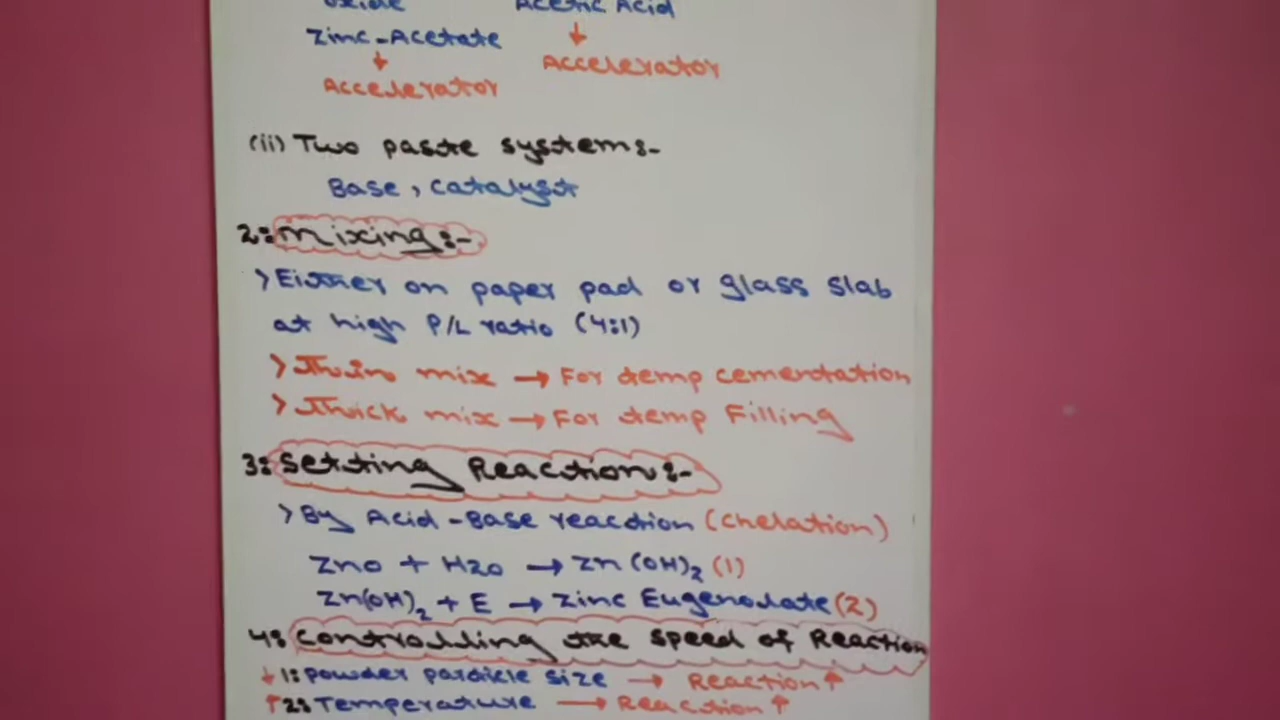 Oxide Acetic Acid
Zinc-Acetate ↓
↓ Accelerator
Accelerator
(ii) Two paste systems:-
Base, Catalyst
2: Mixing:-
> Either on paper pad or glass slab
at high P/L ratio (4:1)
> Thin mix → For temp cementation
> Thick mix → For temp Filling
3: Setting Reaction:-
> By Acid-Base reaction (Chelation)
ZnO + H2O → Zn(OH)₂ (1)
Zn(OH)₂ + E → Zinc Eugenolate (2)
4: Controlling the Speed of Reaction
↓ 1: Powder particle size → Reaction ↑
↑ 2: Temperature → Reaction ↑